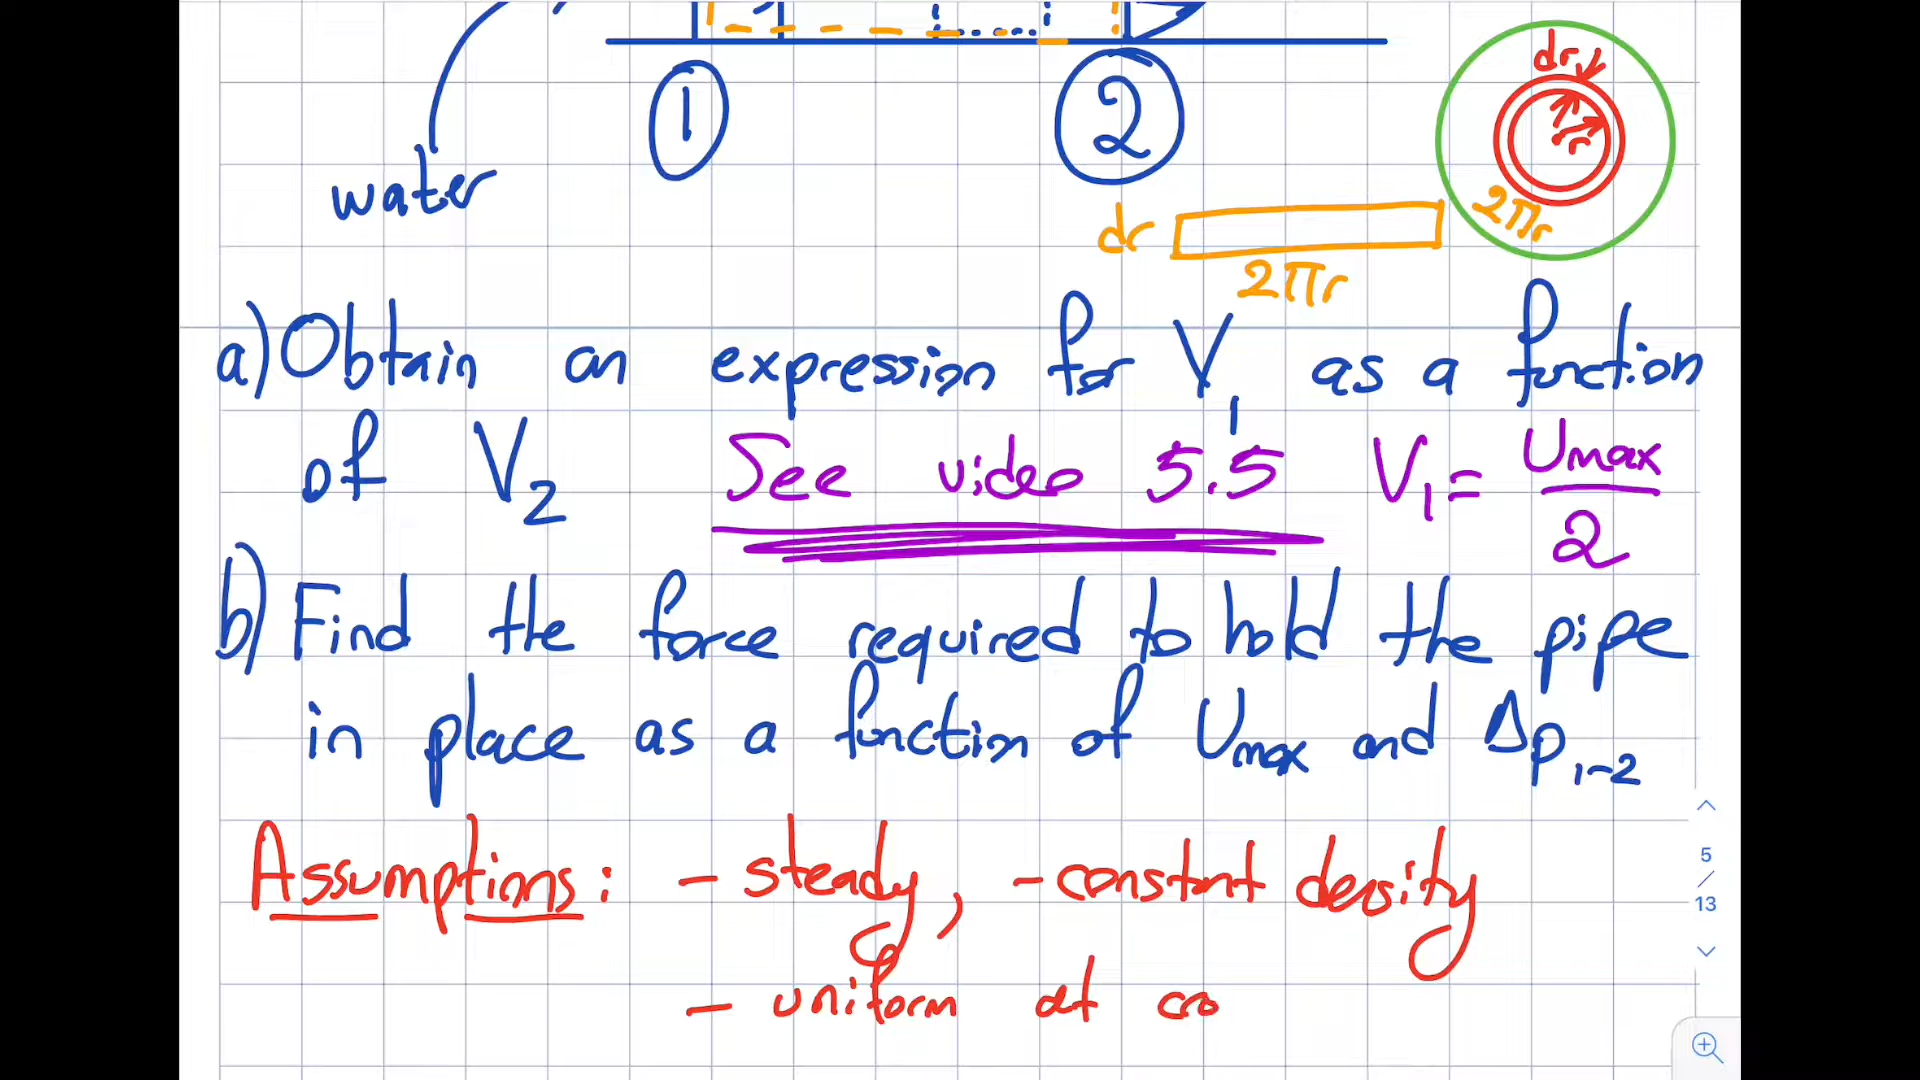 dr
1
2
r
water
2πr
dr
2πr
a) Obtain an expression for V1 as a function
of V2 See video 5.5 V1 = Umax/2
b) Find the force required to hold the pipe
in place as a function of Umax and Δp1-2
Assumptions: - steady, - constant density
- uniform at cro
5
/
13